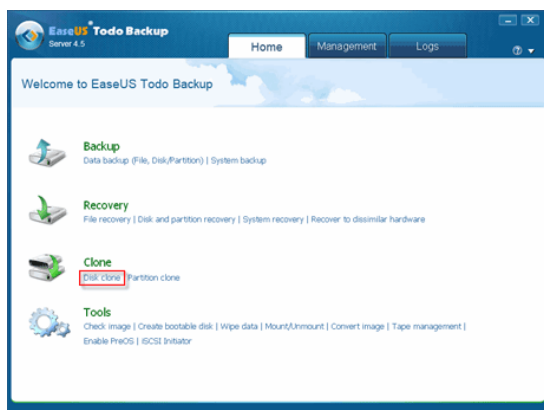 EaseUS® Todo Backup
Server 4.5
Home Management Logs
Welcome to EaseUS Todo Backup
Backup
Data backup (File, Disk/Partition) | System backup
Recovery
File recovery | Disk and partition recovery | System recovery | Recover to dissimilar hardware
Clone
Disk clone | Partition clone
Tools
Check image | Create bootable disk | Wipe data | Mount/Unmount | Convert image | Tape management |
Enable PreOS | iSCSI Initiator